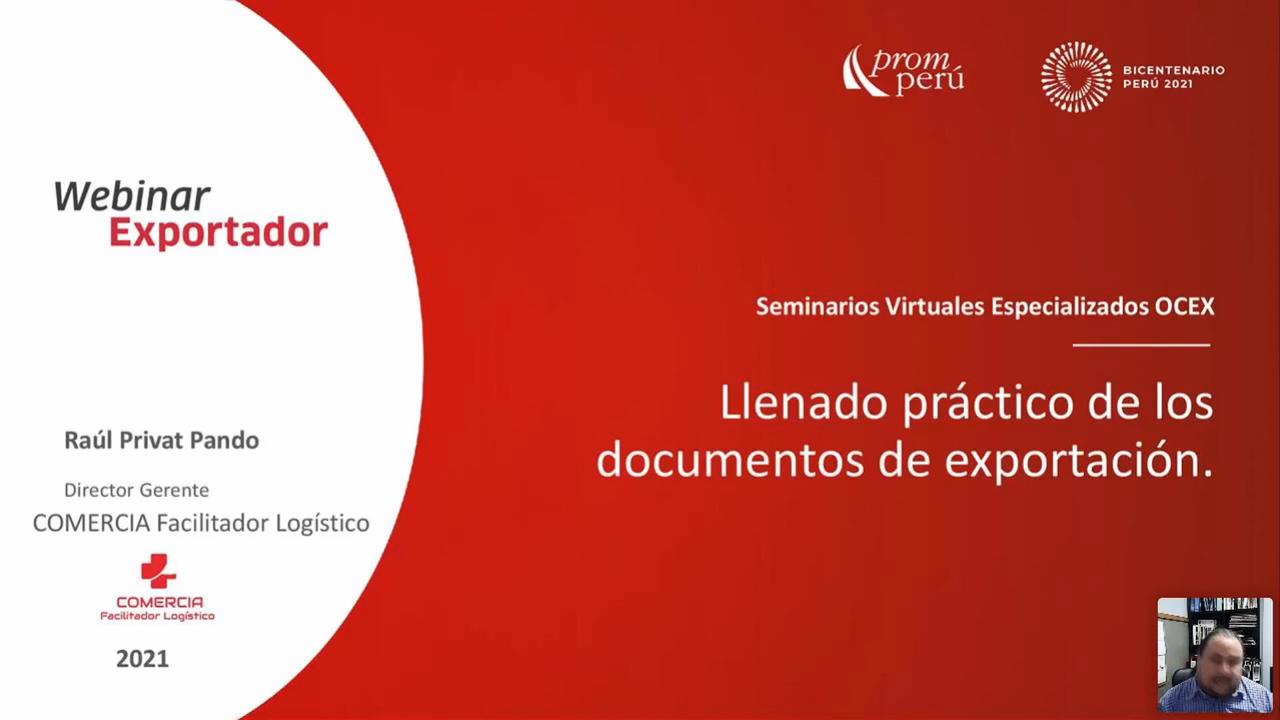 prom
perú
BICENTENARIO
PERÚ 2021
Webinar
Exportador
Seminarios Virtuales Especializados OCEX
Llenado práctico de los
documentos de exportación.
Raúl Privat Pando
Director Gerente
COMERCIA Facilitador Logístico
COMERCIA
Facilitador Logístico
2021